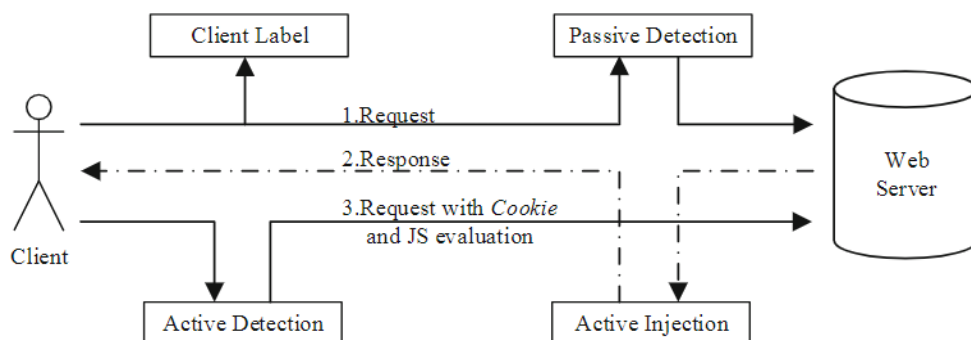 Client Label
Passive Detection
1.Request
2.Response
Web
Server
3.Request with Cookie
and JS evaluation
Client
Active Detection
Active Injection